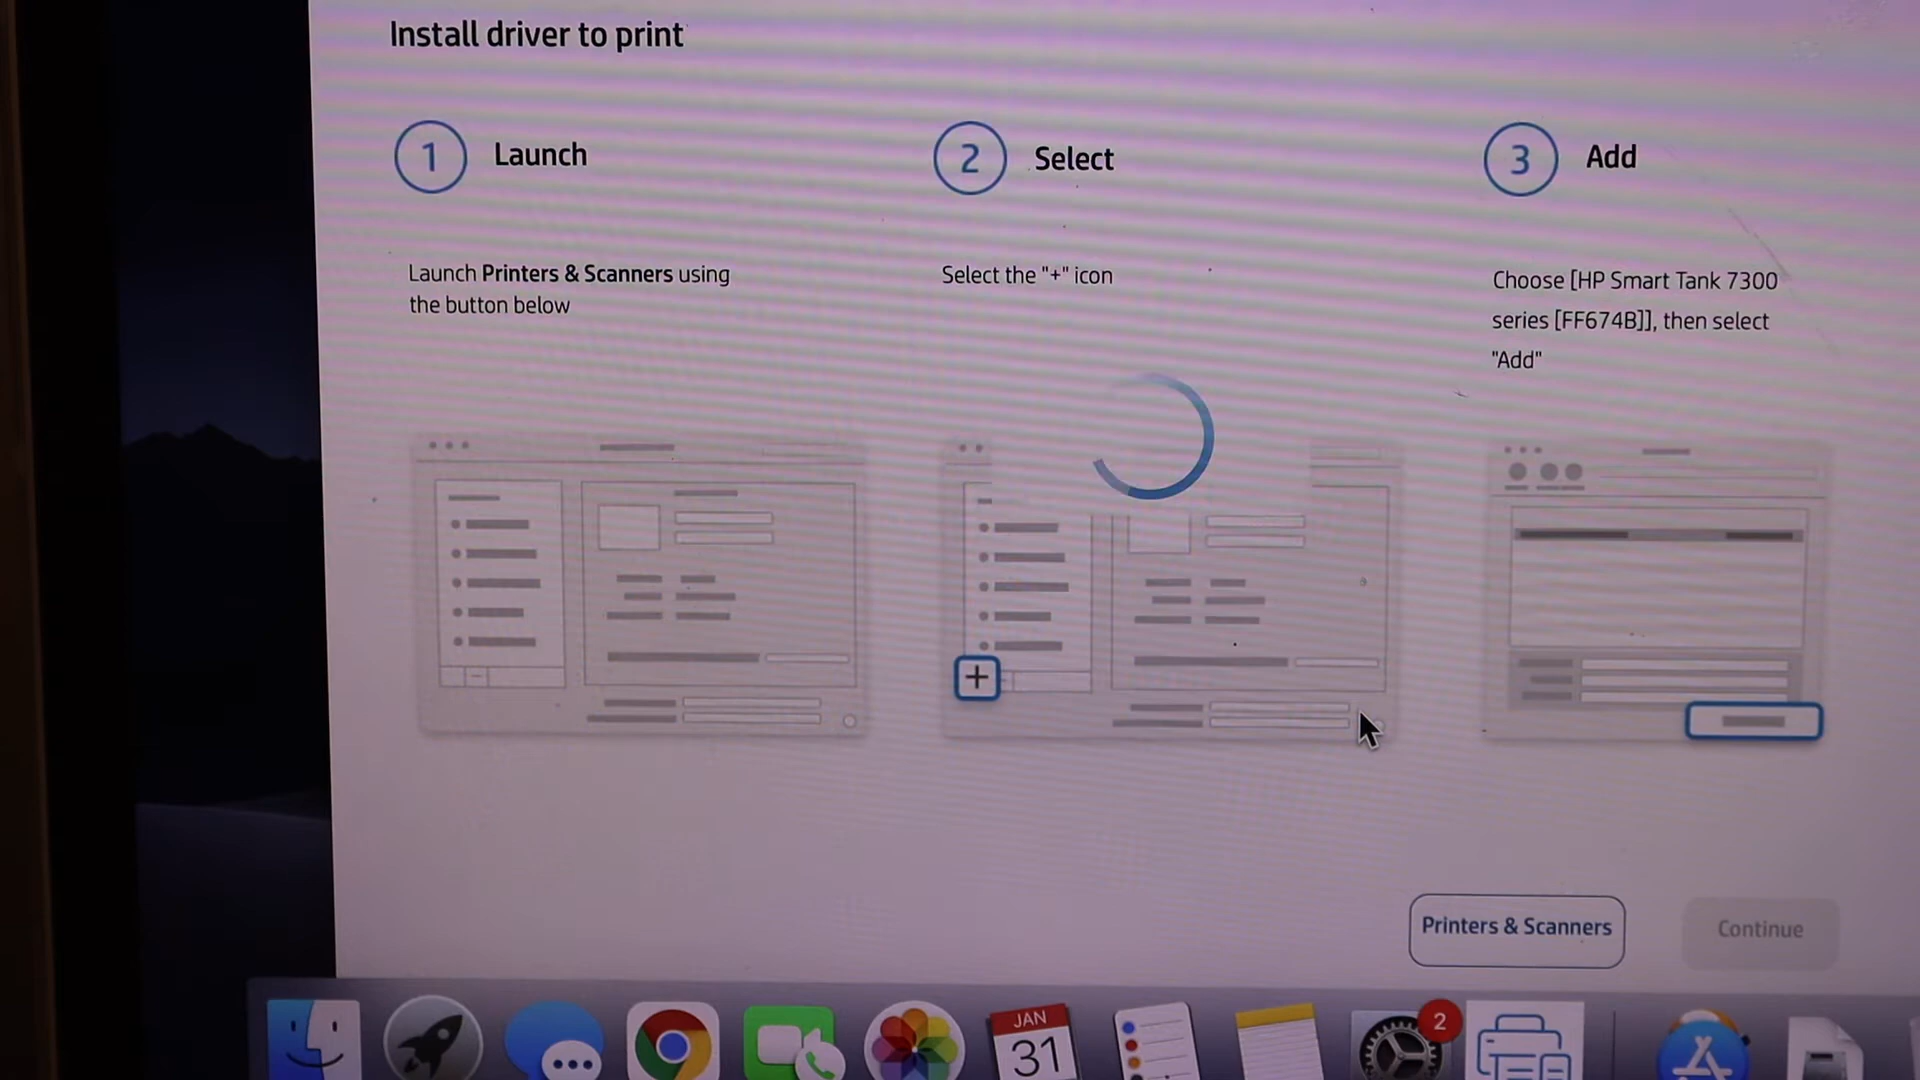 Install driver to print
1 Launch
2 Select
3 Add
Launch Printers & Scanners using
the button below
Select the "+" icon
Choose [HP Smart Tank 7300
series [FF674B]], then select
"Add"
+
Printers & Scanners
Continue
JAN
31
2